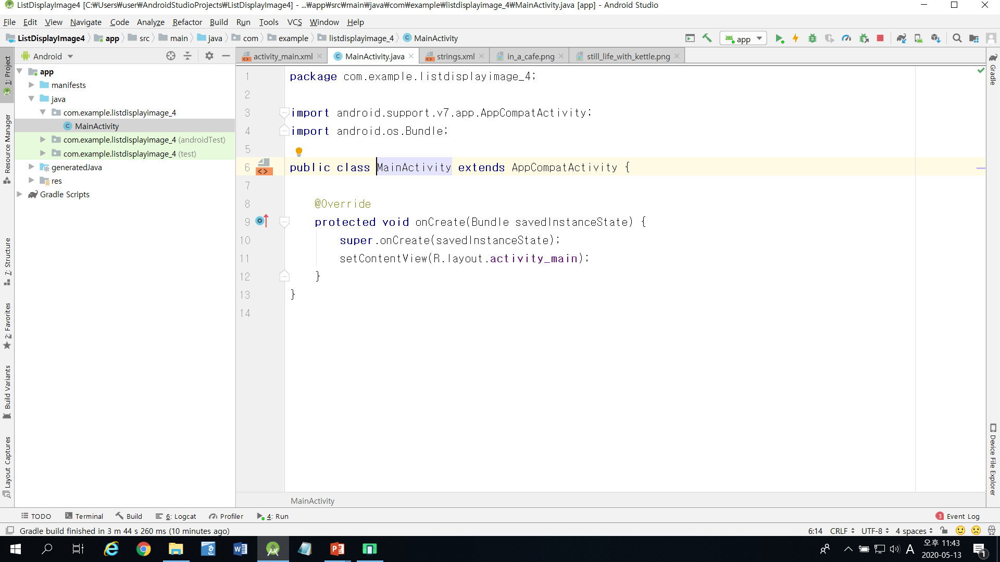 ListDisplayImage4 [C:₩Users₩user₩AndroidStudioProjects₩ListDisplayImage4] - ...₩app₩src₩main₩java₩com₩example₩listdisplayimage_4₩MainActivity.java [app] - Android Studio
File Edit View Navigate Code Analyze Refactor Build Run Tools VCS Window Help
ListDisplayImage4 app src main java com example listdisplayimage_4 MainActivity app
Android
activity_main.xml MainActivity.java strings.xml in_a_cafe.png still_life_with_kettle.png
1: Project
Resource Manager
7: Structure
2: Favorites
Build Variants
Layout Captures
app
manifests
java
com.example.listdisplayimage_4
MainActivity
com.example.listdisplayimage_4 (androidTest)
com.example.listdisplayimage_4 (test)
generatedJava
res
Gradle Scripts
1 package com.example.listdisplayimage_4;
2
3 import android.support.v7.app.AppCompatActivity;
4 import android.os.Bundle;
5
6 public class MainActivity extends AppCompatActivity {
7
8 @Override
9 protected void onCreate(Bundle savedInstanceState) {
10 super.onCreate(savedInstanceState);
11 setContentView(R.layout.activity_main);
12 }
13 }
14
Gradle
Device File Explorer
MainActivity
TODO Terminal Build 6: Logcat Profiler 4: Run 3 Event Log
Gradle build finished in 3 m 44 s 260 ms (10 minutes ago) 6:14 CRLF UTF-8 4 spaces
A 오후 11:43
2020-05-13
1